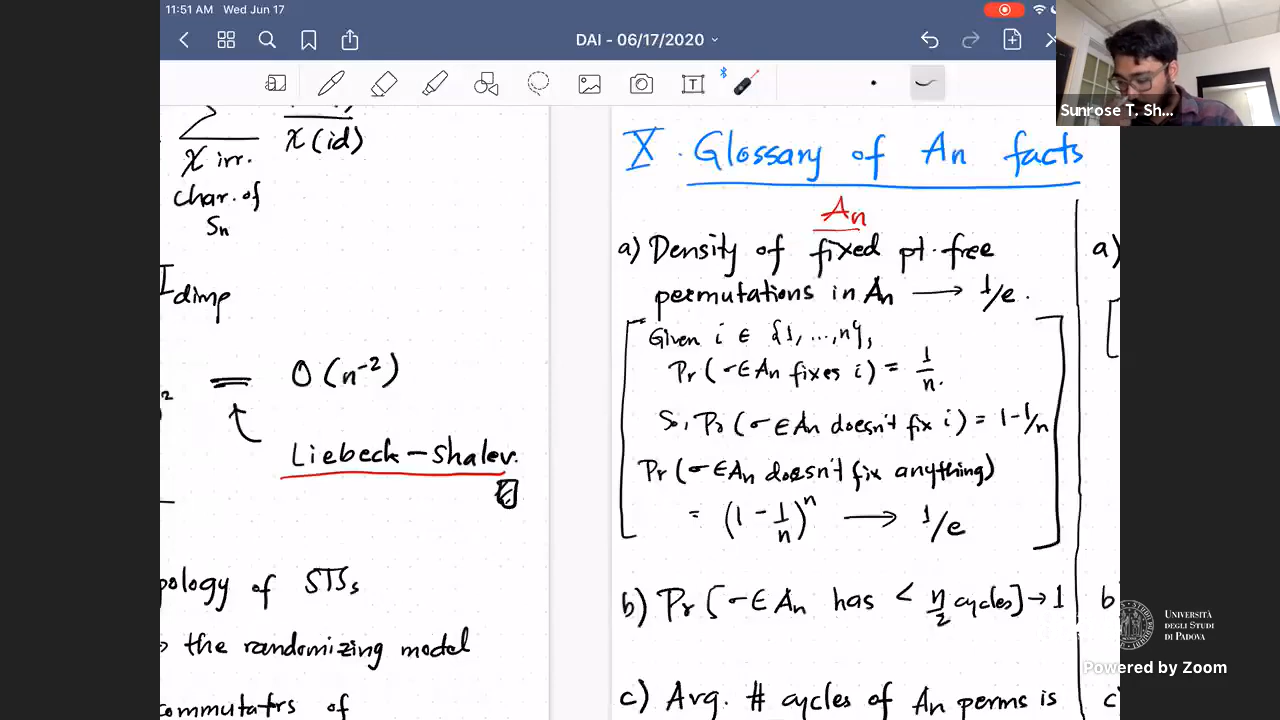 11:51 AM Wed Jun 17
DAI - 06/17/2020
Sunrose T. Sh...
χ irr.
char. of
Sn
χ(id)
Idimp
= O(n⁻²)
Liebeck-Shalev.
pology of STSs
the randomizing model
commutatrs of
X. Glossary of An facts
An
a) Density of fixed pt. free
permutations in An → 1/e.
Given i ∈ {1, ..., n},
Pr(σ∈An fixes i) = 1/n.
So, Pr(σ∈An doesn't fix i) = 1-1/n
Pr(σ∈An doesn't fix anything)
= (1 - 1/n)ⁿ → 1/e
b) Pr[σ∈An has < n/2 cycles] → 1
c) Avg. # cycles of An perms is
a)
b
c
UNIVERSITÀ
DEGLI STUDI
DI PADOVA
Powered by Zoom